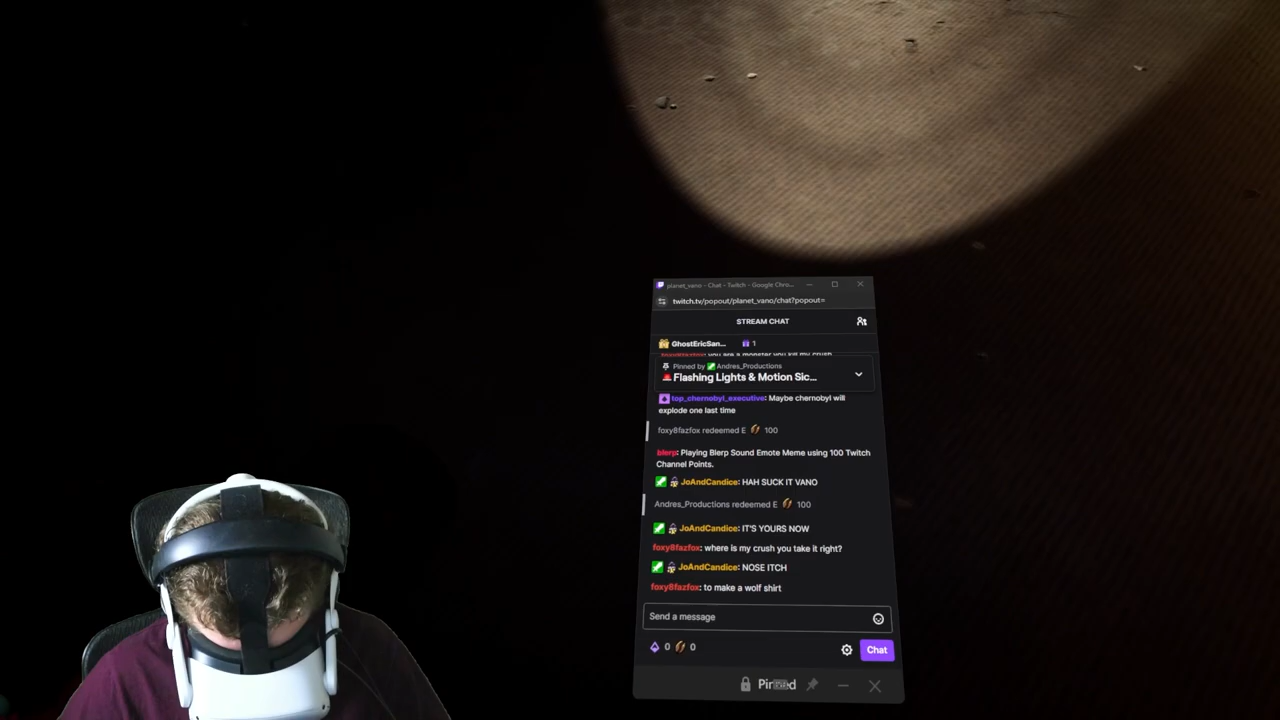 planet_vano - Chat - Twitch - Google Chro...
twitch.tv/popout/planet_vano/chat?popout=
STREAM CHAT
GhostEricSan... 1
Pinned by Andres_Productions
Flashing Lights & Motion Sic...
top_chernobyl_executive: Maybe chernobyl will
explode one last time
foxy8fazfox redeemed E 100
blerp: Playing Blerp Sound Emote Meme using 100 Twitch
Channel Points.
JoAndCandice: HAH SUCK IT VANO
Andres_Productions redeemed E 100
JoAndCandice: IT'S YOURS NOW
foxy8fazfox: where is my crush you take it right?
JoAndCandice: NOSE ITCH
foxy8fazfox: to make a wolf shirt
Send a message
0 0
Chat
Pinned